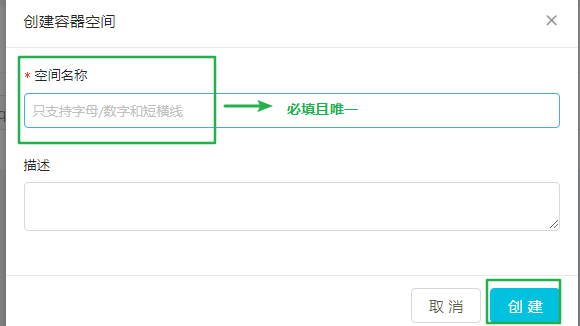 创建容器空间
* 空间名称
只支持字母/数字和短横线
必填且唯一
描述
取 消
创 建